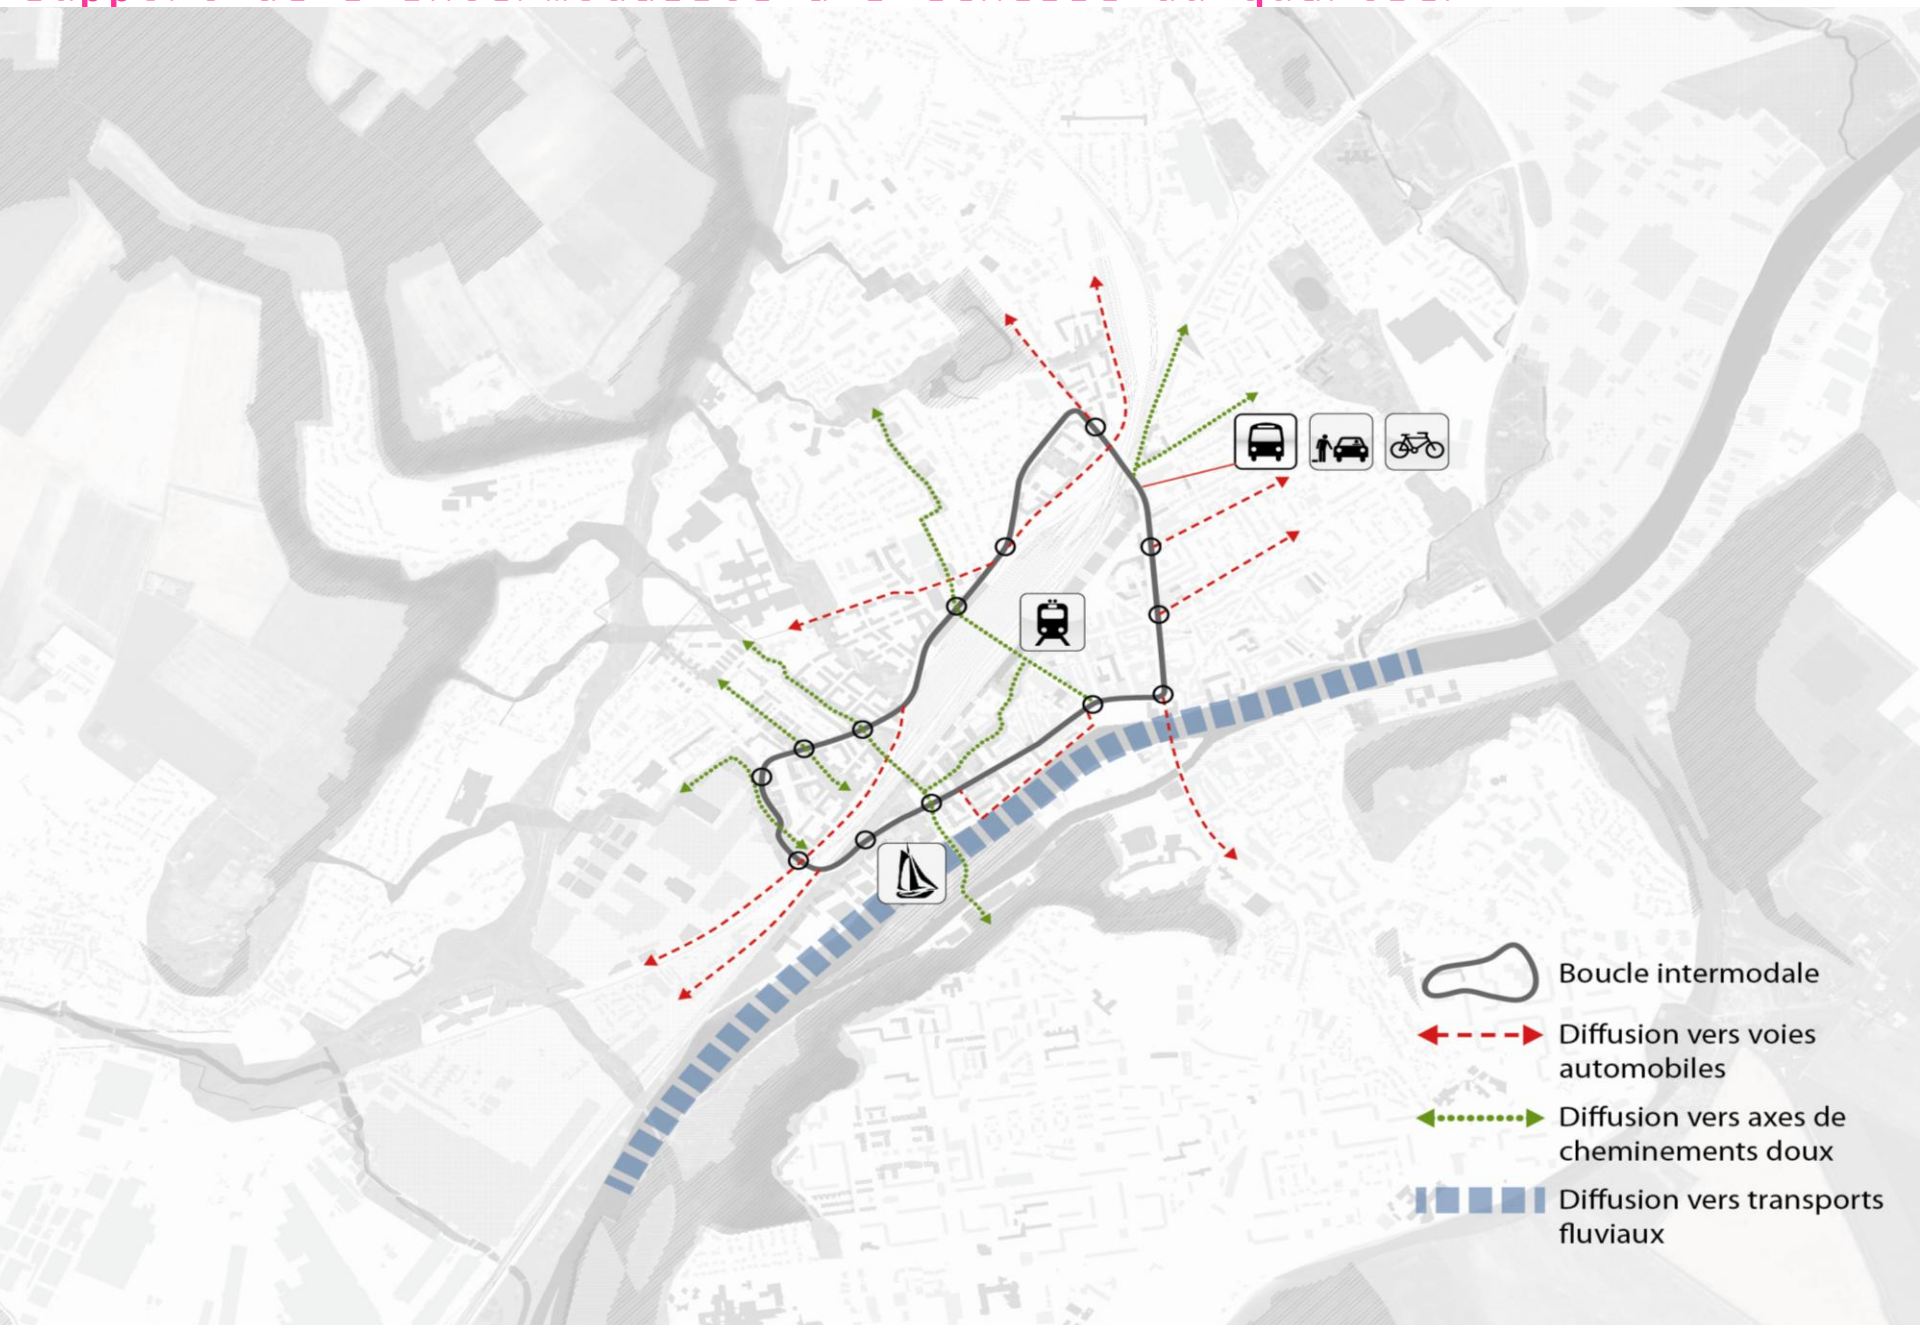 Boucle intermodale
Diffusion vers voies
automobiles
Diffusion vers axes de
cheminements doux
Diffusion vers transports
fluviaux